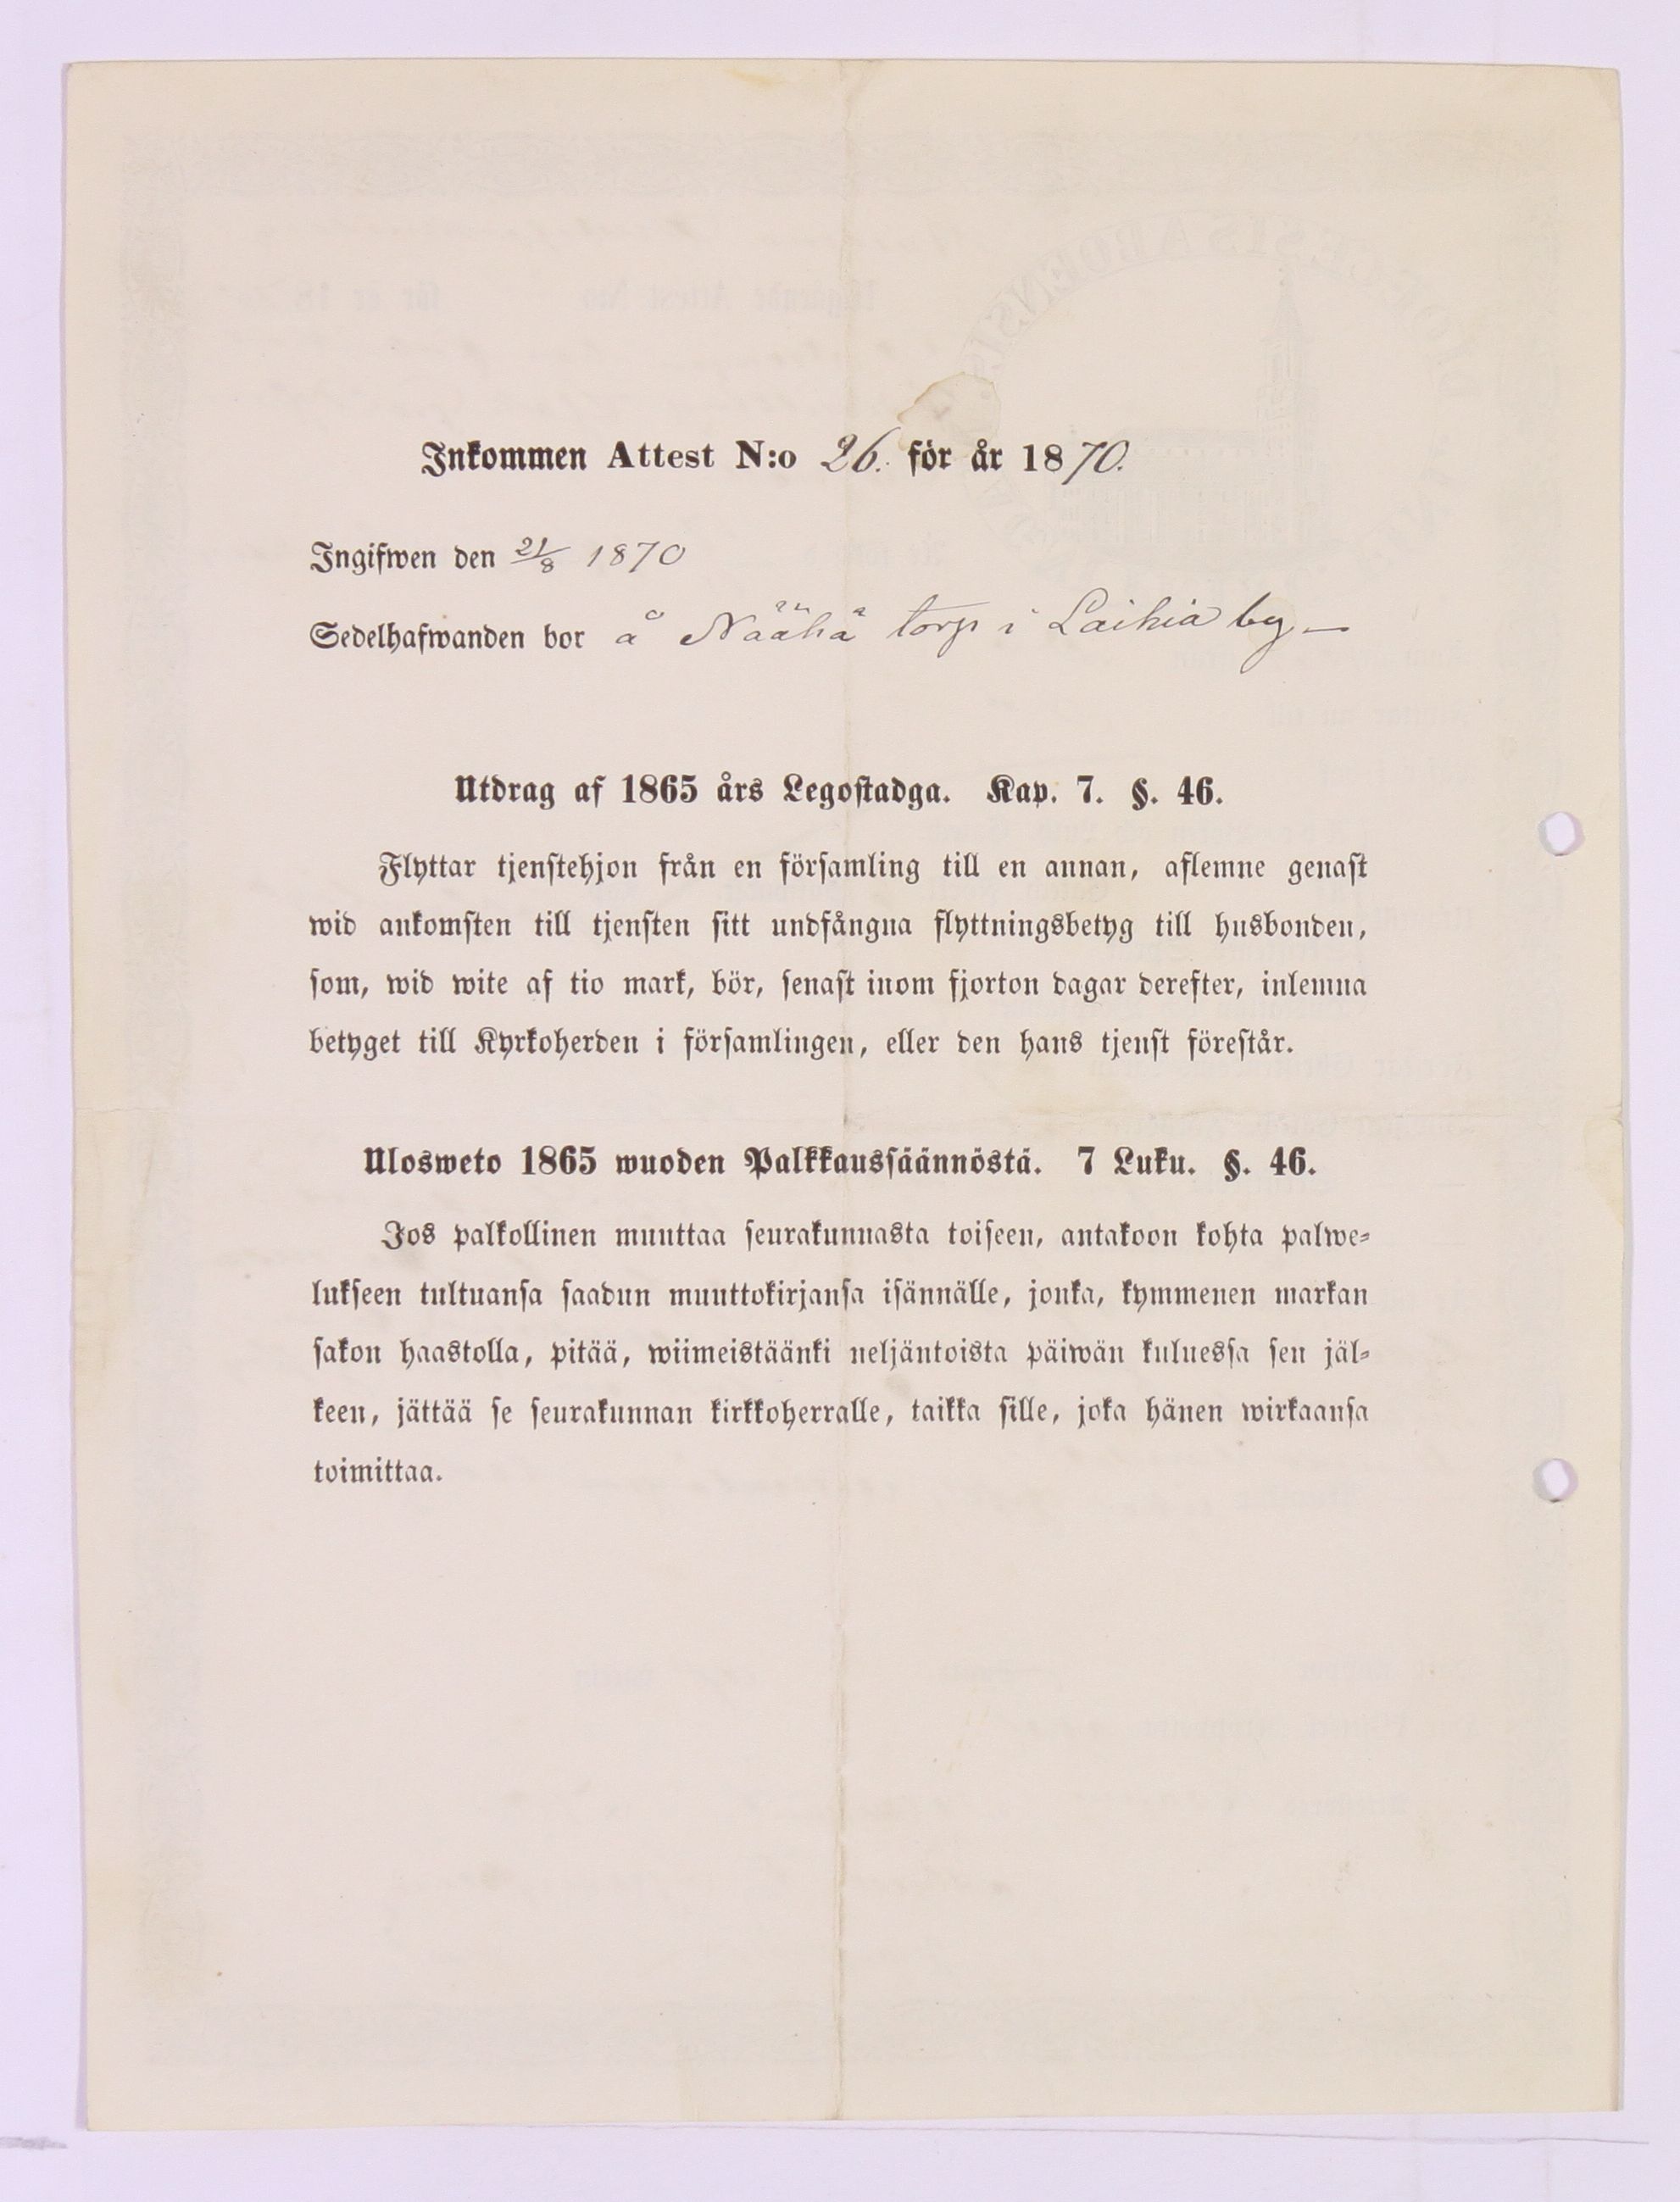 Inkommen Attest N:o 26. för år 1870.
Ingifwen den 21/8 1870
Sedelhafwanden bor å Näähä torp i Laihia by
Utdrag af 1865 års Legostadga. Kap. 7. §. 46.
Flyttar tjenstehjon från en församling till en annan, aflemne genast
wid ankomsten till tjensten sitt undfångna flyttningsbetyg till husbonden,
som, wid wite af tio mark, bör, senast inom fjorton dagar derefter, inlemna
betyget till Kyrkoherden i församlingen, eller den hans tjenst förestår.
Ulosweto 1865 wuoden Palkkaussäännöstä. 7 Luku. §. 46.
Jos palkollinen muuttaa seurakunnasta toiseen, antakoon kohta palwe-
lukseen tultuansa saadun muuttokirjansa isännälle, jonka, kymmenen markan
sakon haastolla, pitää, wiimeistäänki neljäntoista päiwän kuluessa sen jäl-
keen, jättää se seurakunnan kirkkoherralle, taikka sille, joka hänen wirkaansa
toimittaa.